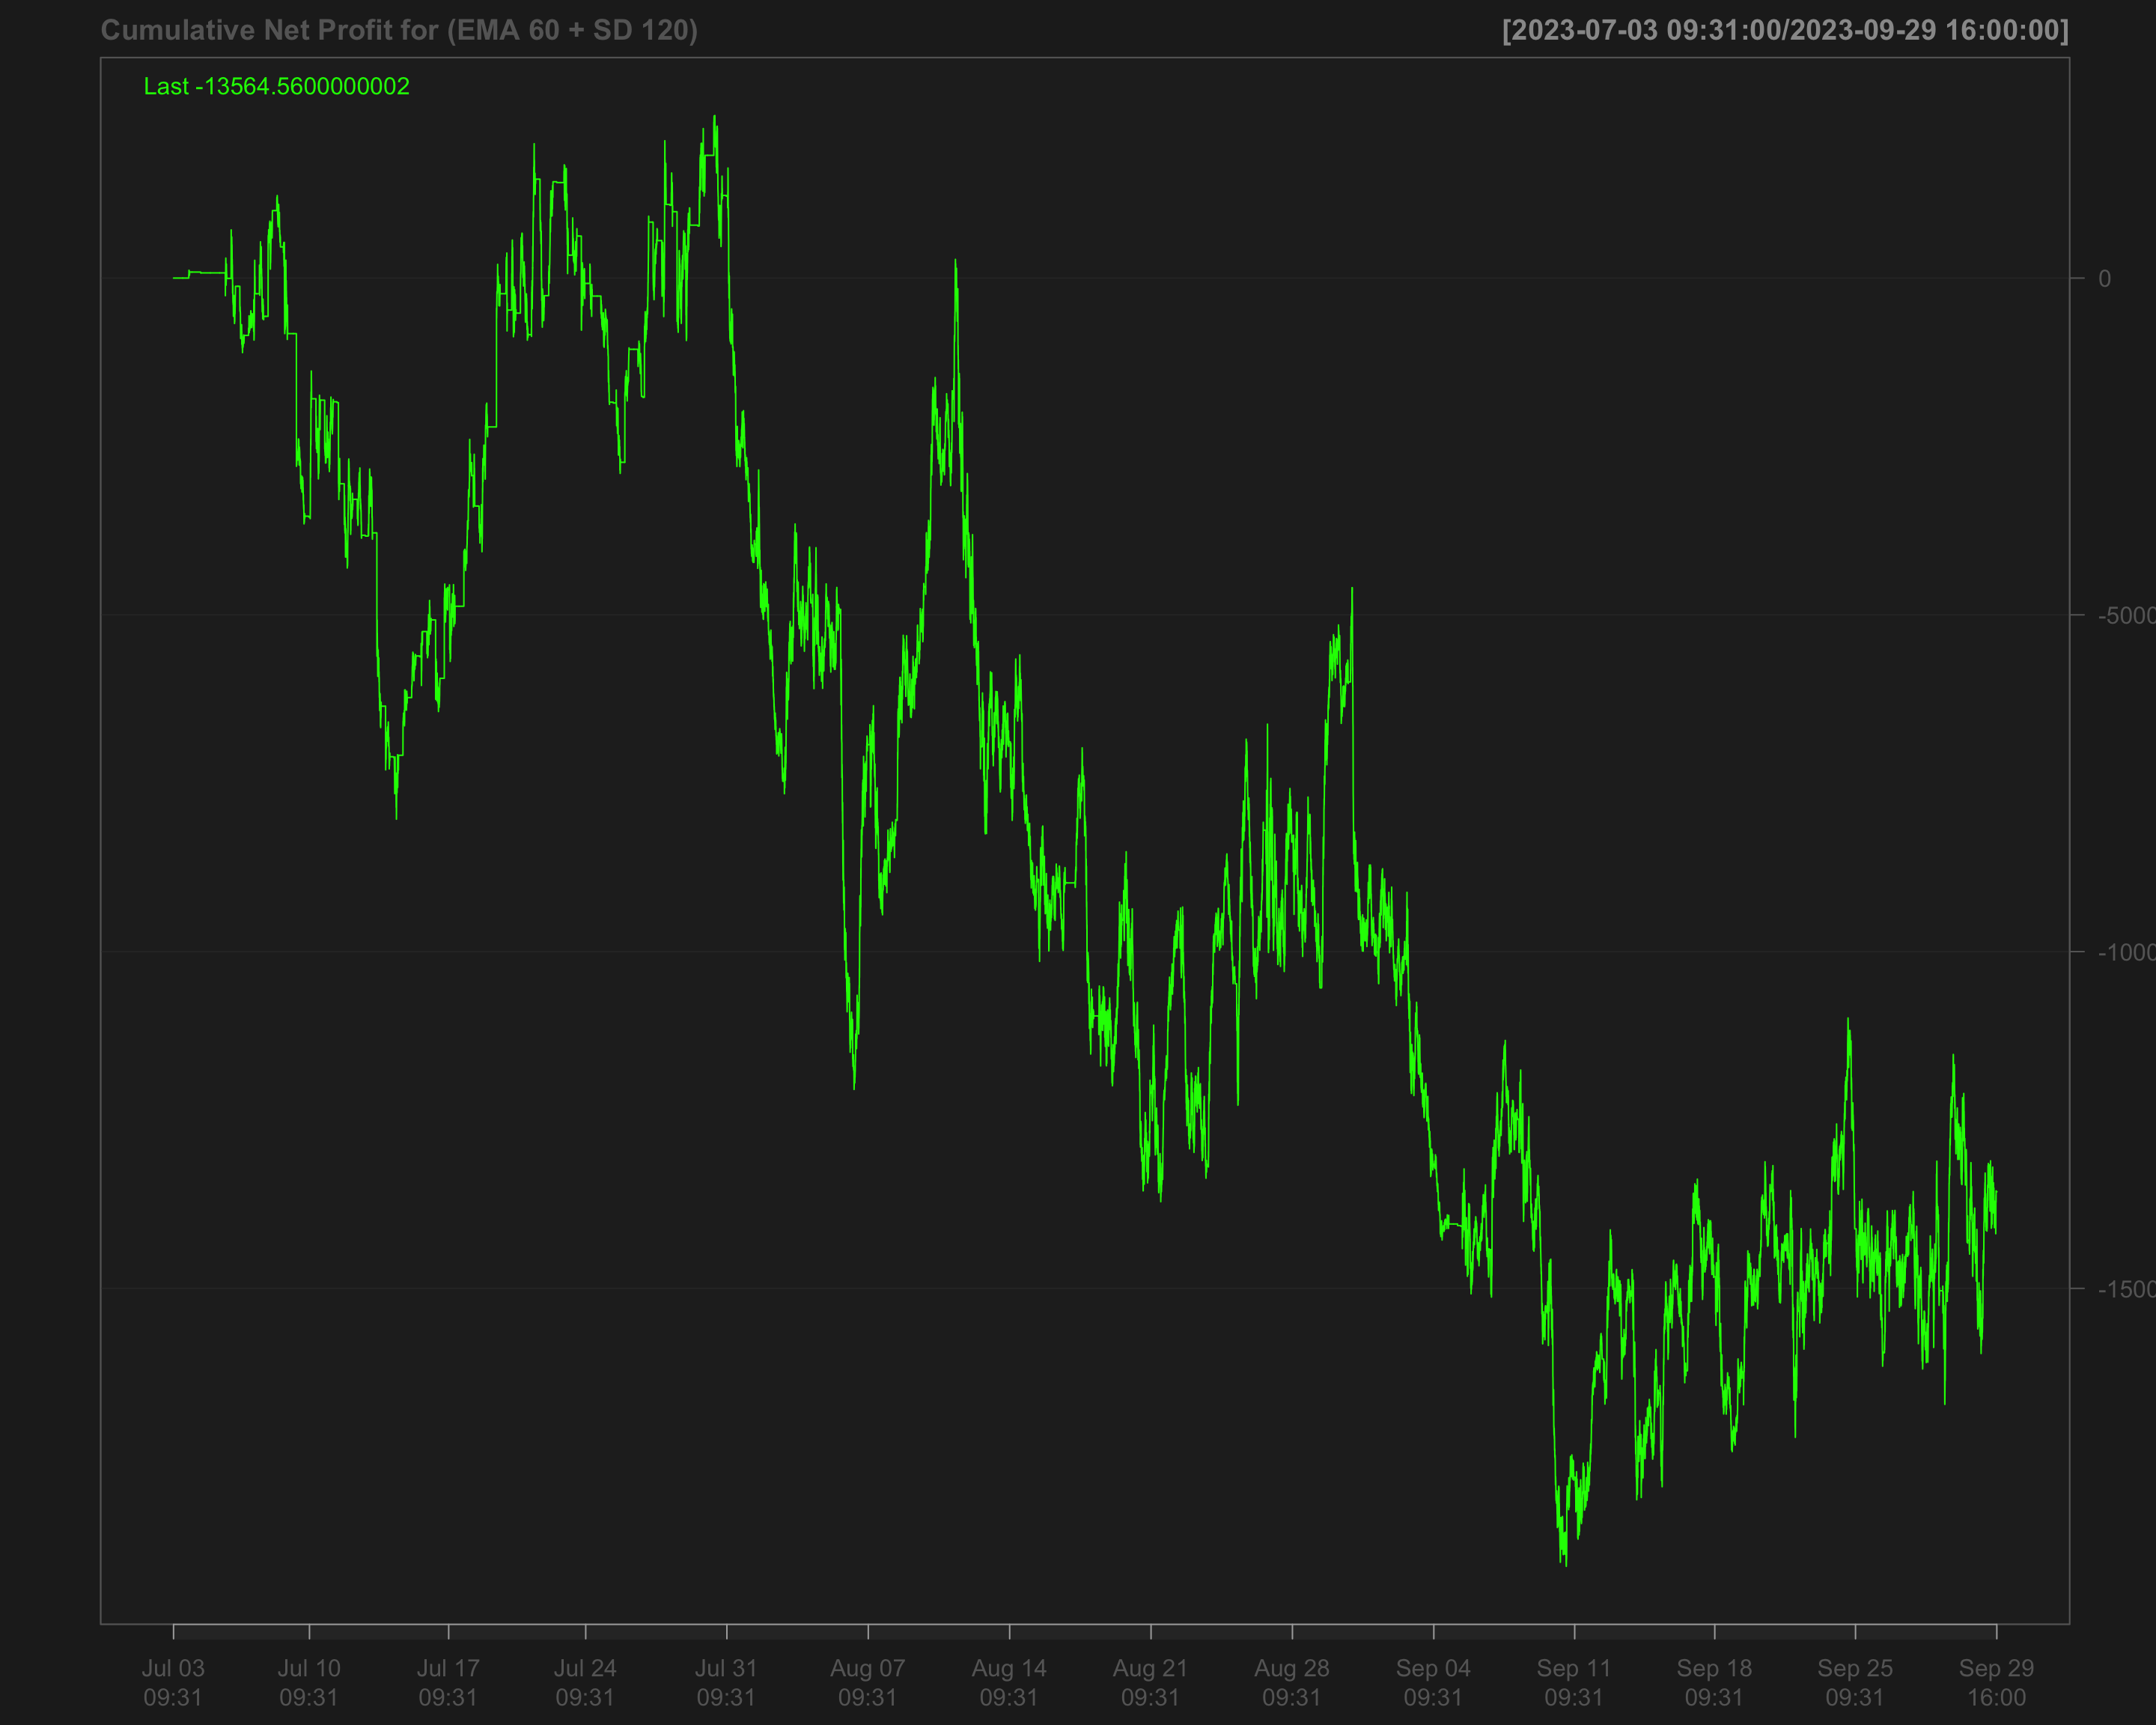 Cumulative Net Profit for (EMA 60 + SD 120) [2023-07-03 09:31:00/2023-09-29 16:00:00]
Last -13564.5600000002
0
-5000
-1000
-1500
Jul 03 Jul 10 Jul 17 Jul 24 Jul 31 Aug 07 Aug 14 Aug 21 Aug 28 Sep 04 Sep 11 Sep 18 Sep 25 Sep 29
09:31 09:31 09:31 09:31 09:31 09:31 09:31 09:31 09:31 09:31 09:31 09:31 09:31 16:00